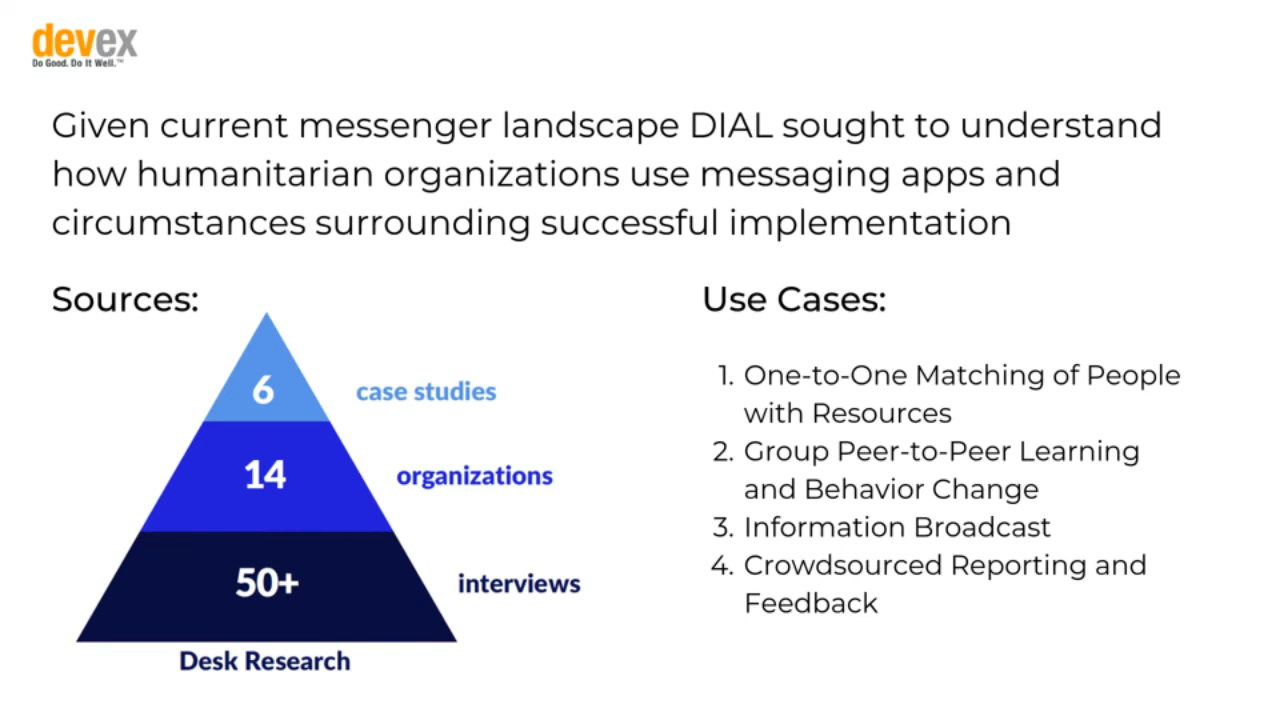 devex
Do Good. Do It Well.™
Given current messenger landscape DIAL sought to understand
how humanitarian organizations use messaging apps and
circumstances surrounding successful implementation
Sources:
6
case studies
14
organizations
50+
interviews
Desk Research
Use Cases:
1. One-to-One Matching of People
with Resources
2. Group Peer-to-Peer Learning
and Behavior Change
3. Information Broadcast
4. Crowdsourced Reporting and
Feedback